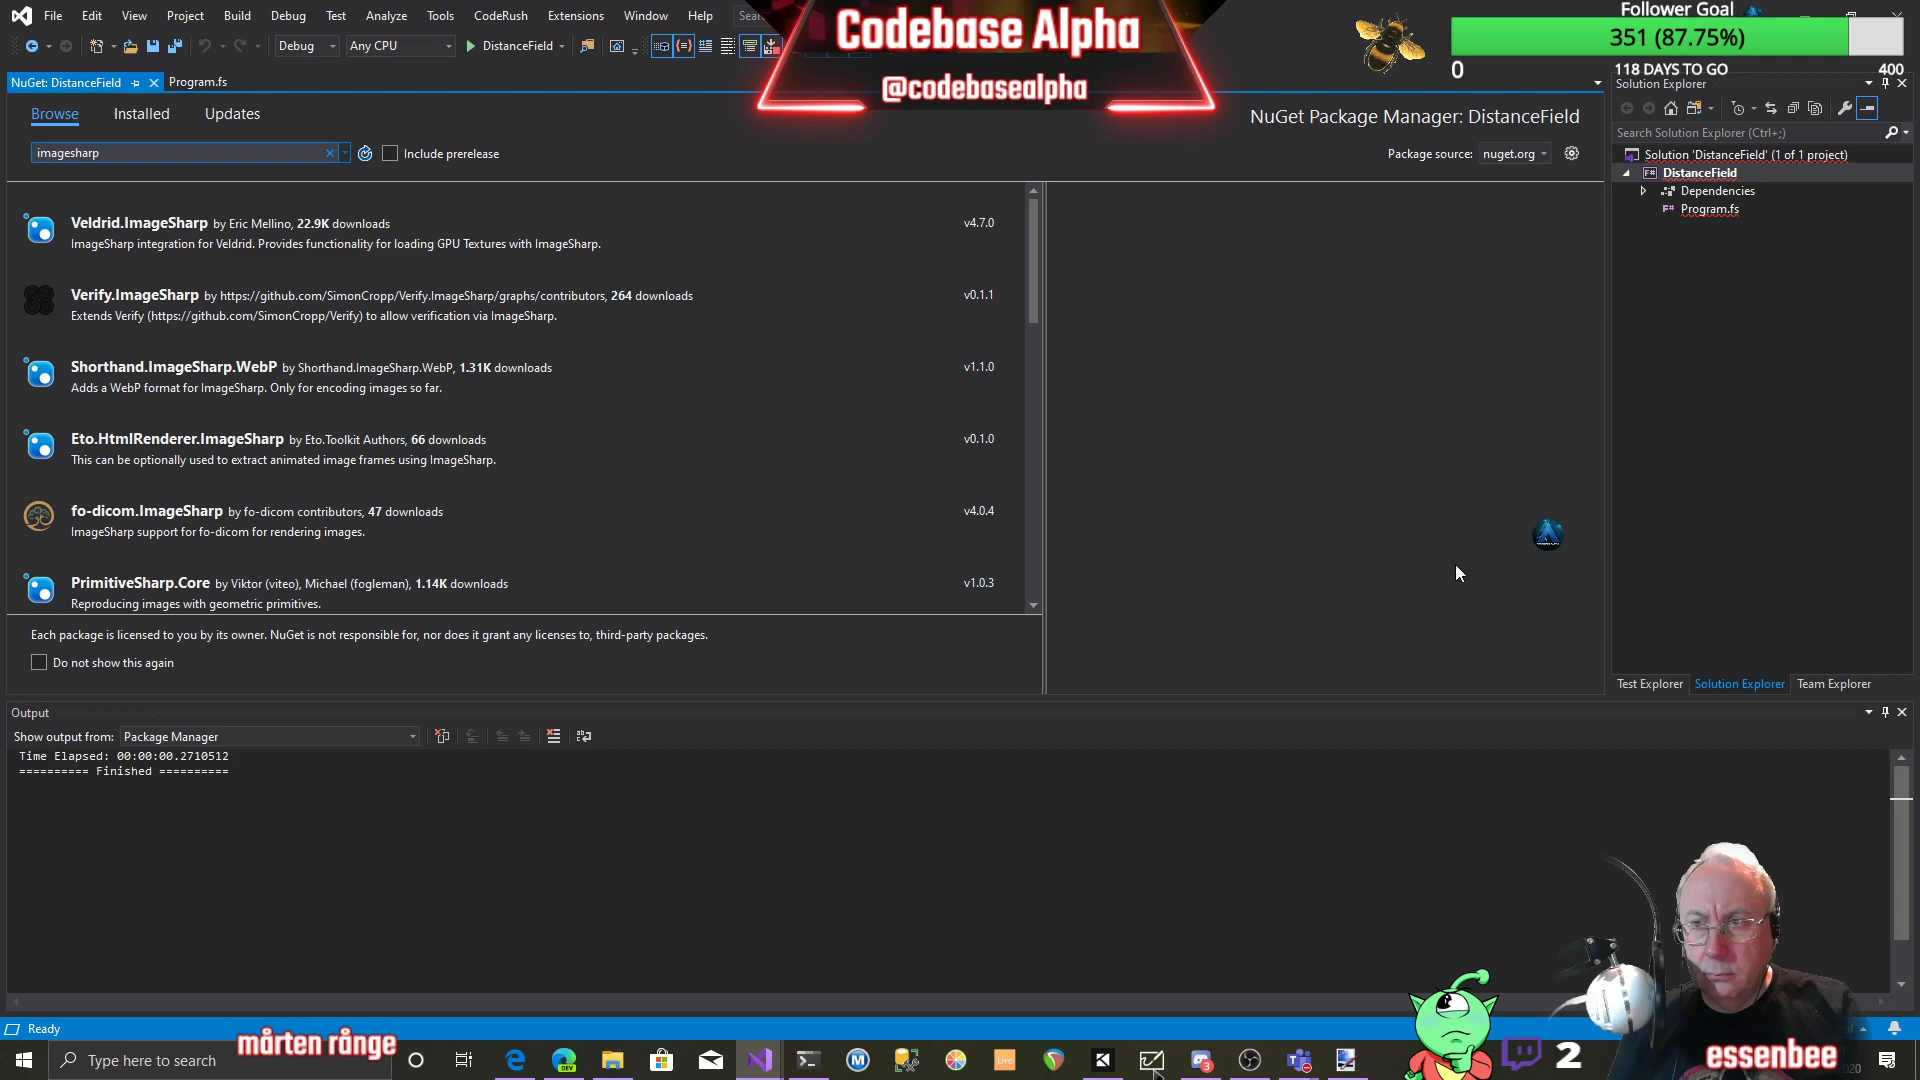 File Edit View Project Build Debug Test Analyze Tools CodeRush Extensions Window Help Sear
Codebase Alpha
@codebasealpha
Follower Goal
351 (87.75%)
0 118 DAYS TO GO 400
Debug Any CPU DistanceField
NuGet: DistanceField Program.fs
Browse Installed Updates
NuGet Package Manager: DistanceField
imagesharp Include prerelease
Package source: nuget.org
Veldrid.ImageSharp by Eric Mellino, 22.9K downloads v4.7.0
ImageSharp integration for Veldrid. Provides functionality for loading GPU Textures with ImageSharp.
Verify.ImageSharp by https://github.com/SimonCropp/Verify.ImageSharp/graphs/contributors, 264 downloads v0.1.1
Extends Verify (https://github.com/SimonCropp/Verify) to allow verification via ImageSharp.
Shorthand.ImageSharp.WebP by Shorthand.ImageSharp.WebP, 1.31K downloads v1.1.0
Adds a WebP format for ImageSharp. Only for encoding images so far.
Eto.HtmlRenderer.ImageSharp by Eto.Toolkit Authors, 66 downloads v0.1.0
This can be optionally used to extract animated image frames using ImageSharp.
fo-dicom.ImageSharp by fo-dicom contributors, 47 downloads v4.0.4
ImageSharp support for fo-dicom for rendering images.
PrimitiveSharp.Core by Viktor (viteo), Michael (fogleman), 1.14K downloads v1.0.3
Reproducing images with geometric primitives.
Each package is licensed to you by its owner. NuGet is not responsible for, nor does it grant any licenses to, third-party packages.
Do not show this again
Solution Explorer
Search Solution Explorer (Ctrl+;)
Solution 'DistanceField' (1 of 1 project)
F# DistanceField
Dependencies
F# Program.fs
Test Explorer Solution Explorer Team Explorer
Output
Show output from: Package Manager
Time Elapsed: 00:00:00.2710512
========== Finished ==========
Ready
mårten rånge
Type here to search
DEV
Live
3
2
essenbee
2020